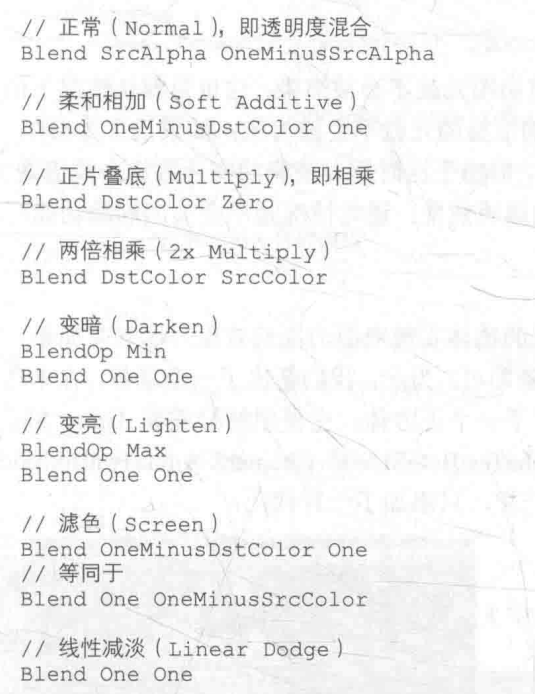 // 正常（Normal），即透明度混合
Blend SrcAlpha OneMinusSrcAlpha
// 柔和相加（Soft Additive）
Blend OneMinusDstColor One
// 正片叠底（Multiply），即相乘
Blend DstColor Zero
// 两倍相乘（2x Multiply）
Blend DstColor SrcColor
// 变暗（Darken）
BlendOp Min
Blend One One
// 变亮（Lighten）
BlendOp Max
Blend One One
// 滤色（Screen）
Blend OneMinusDstColor One
// 等同于
Blend One OneMinusSrcColor
// 线性减淡（Linear Dodge）
Blend One One